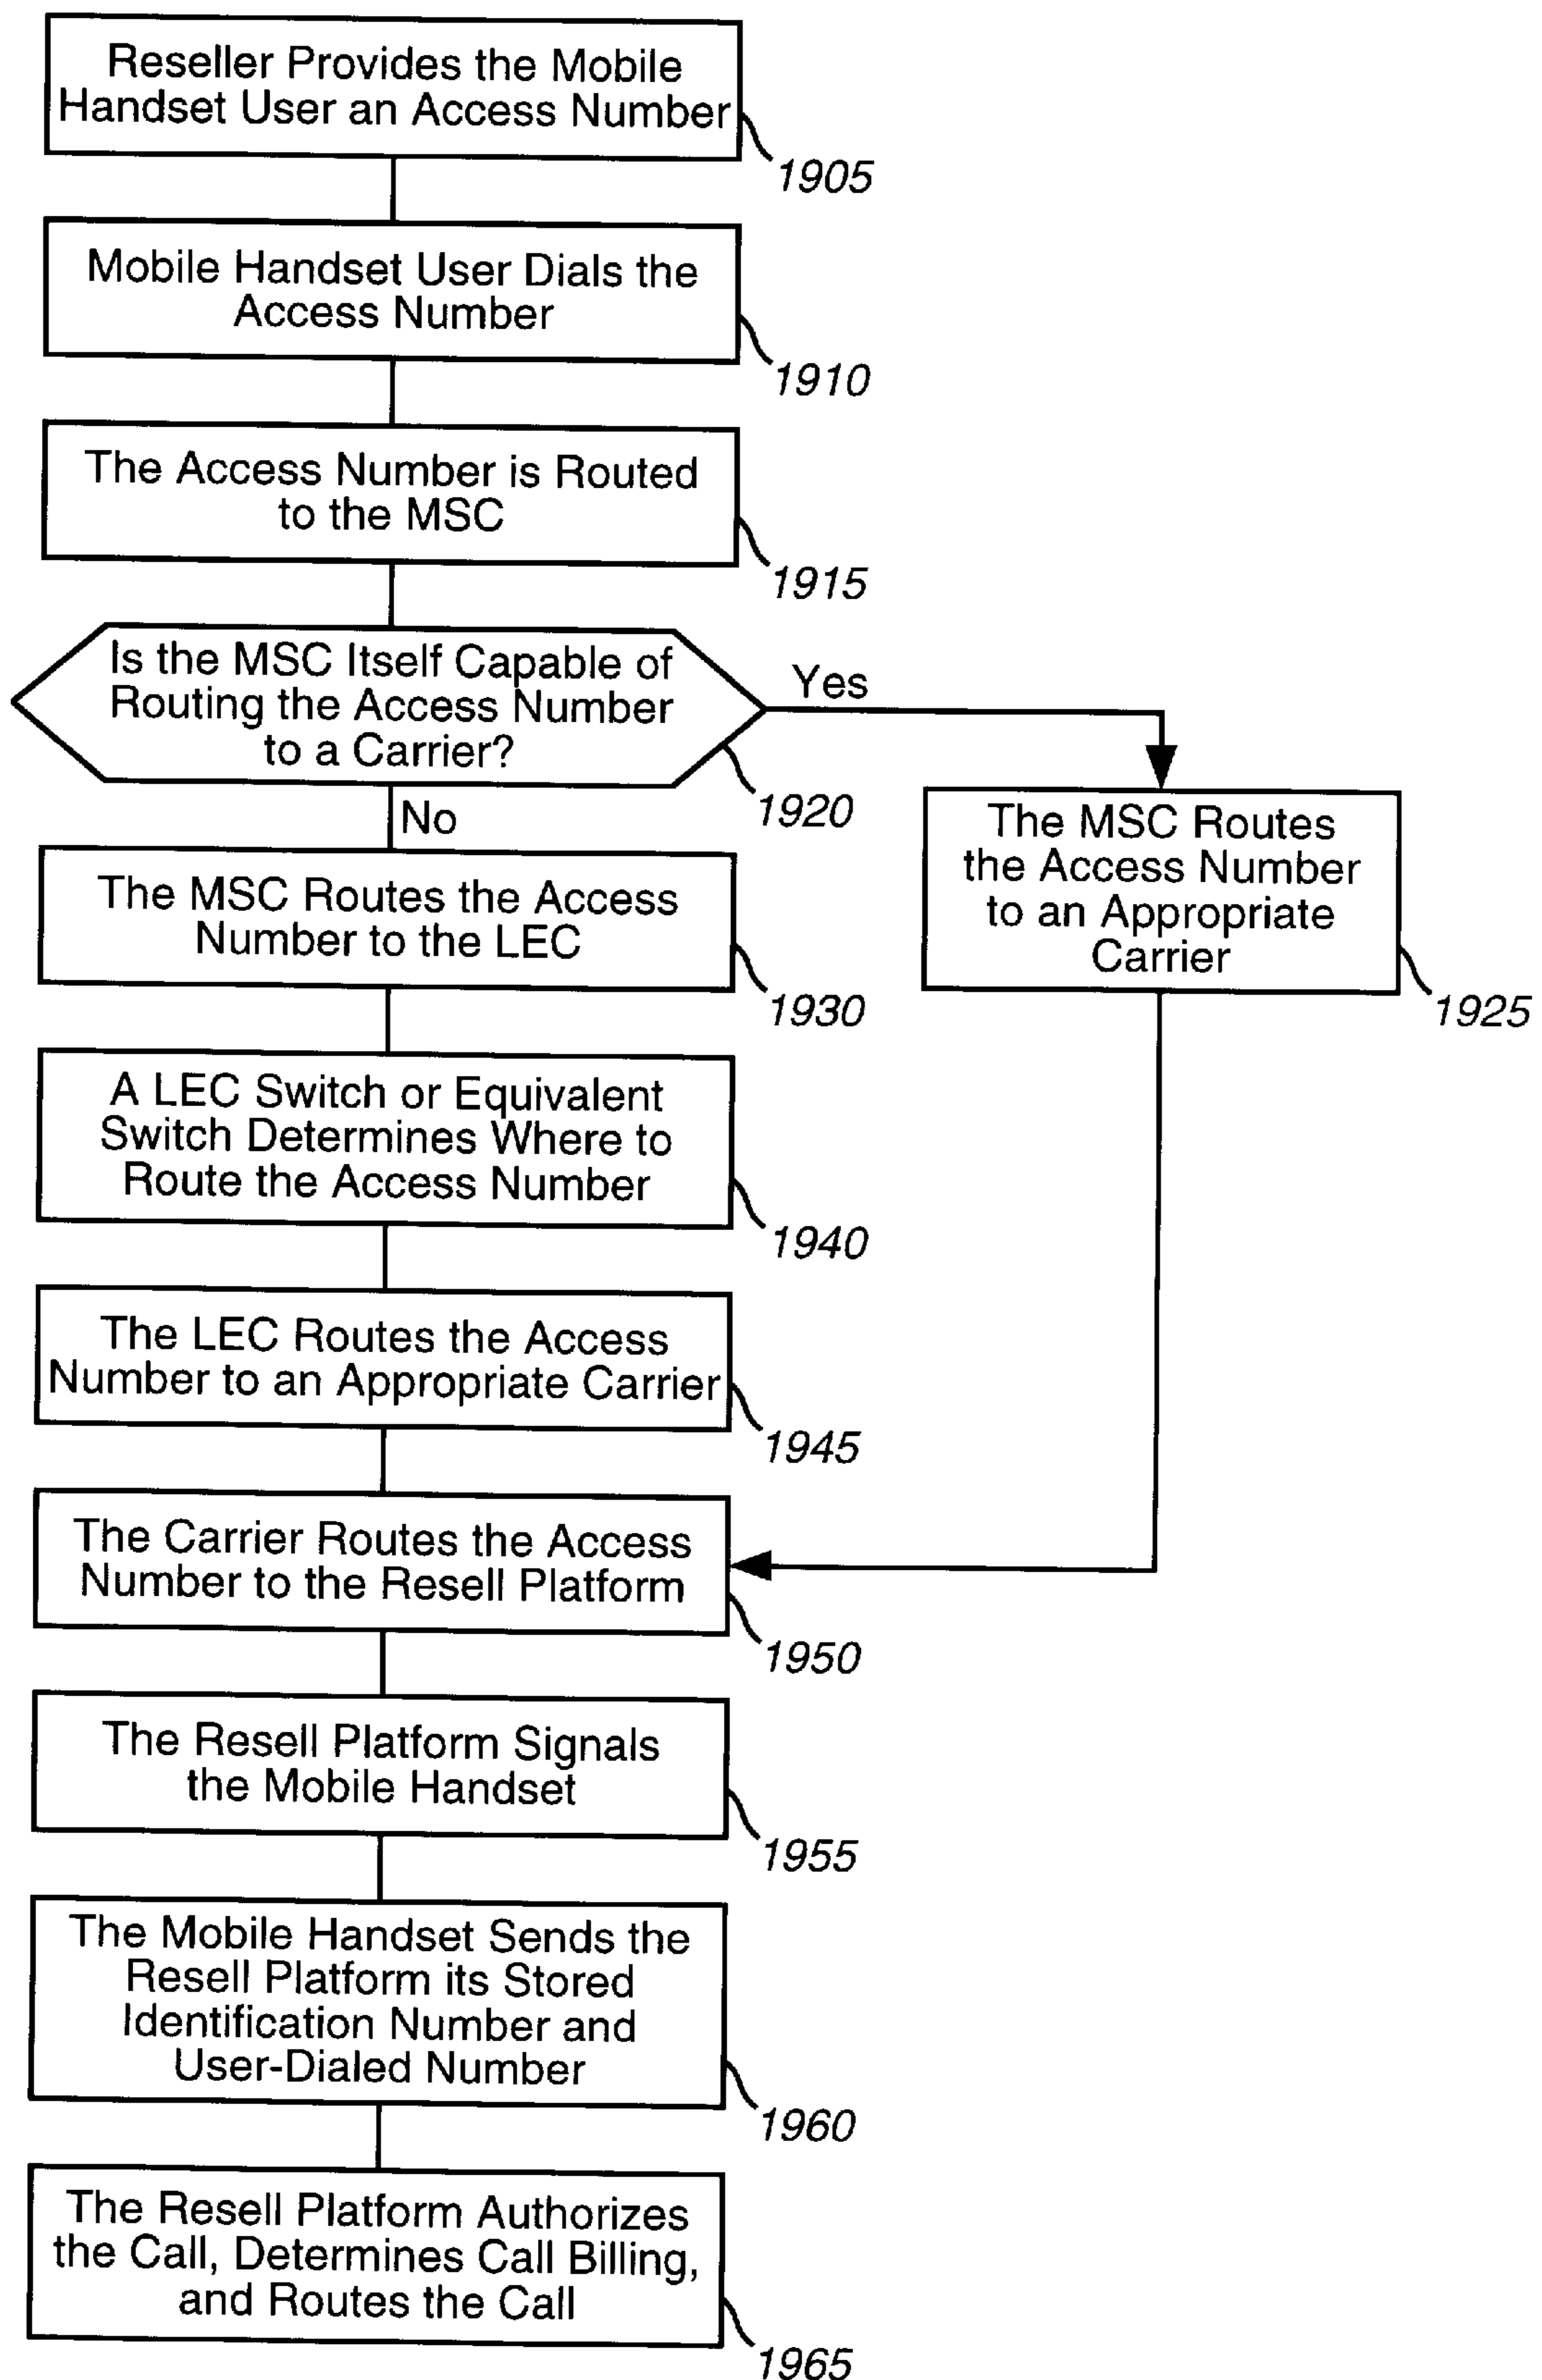 Reseller Provides the Mobile
Handset User an Access Number
1905
Mobile Handset User Dials the
Access Number
1910
The Access Number is Routed
to the MSC
1915
Is the MSC Itself Capable of
Routing the Access Number
to a Carrier?
1920
Yes
No
The MSC Routes
the Access Number
to an Appropriate
Carrier
1925
The MSC Routes the Access
Number to the LEC
1930
A LEC Switch or Equivalent
Switch Determines Where to
Route the Access Number
1940
The LEC Routes the Access
Number to an Appropriate Carrier
1945
The Carrier Routes the Access
Number to the Resell Platform
1950
The Resell Platform Signals
the Mobile Handset
1955
The Mobile Handset Sends the
Resell Platform its Stored
Identification Number and
User-Dialed Number
1960
The Resell Platform Authorizes
the Call, Determines Call Billing,
and Routes the Call
1965